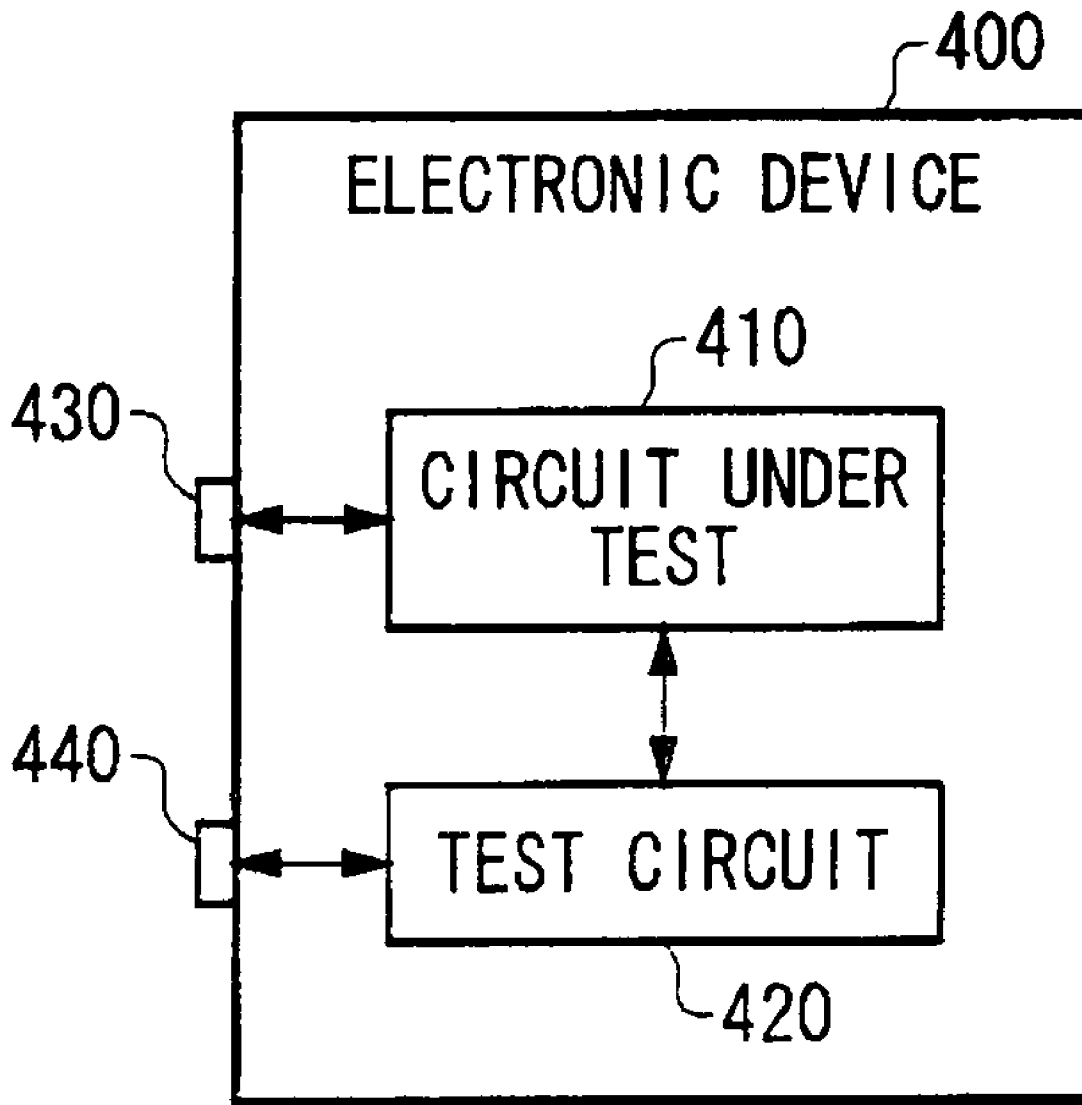 400
ELECTRONIC DEVICE
410
430
CIRCUIT UNDER
TEST
440
TEST CIRCUIT
420